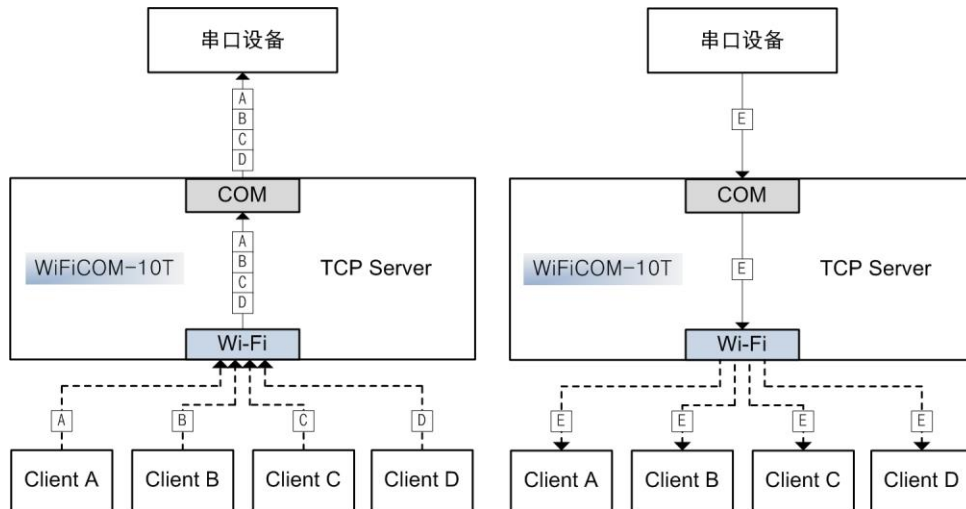 串口设备
A
B
C
D
COM
A
B
C
D
WiFiCOM-10T
TCP Server
Wi-Fi
A
B
C
D
Client A
Client B
Client C
Client D
串口设备
E
COM
E
WiFiCOM-10T
TCP Server
Wi-Fi
E
E
E
E
Client A
Client B
Client C
Client D